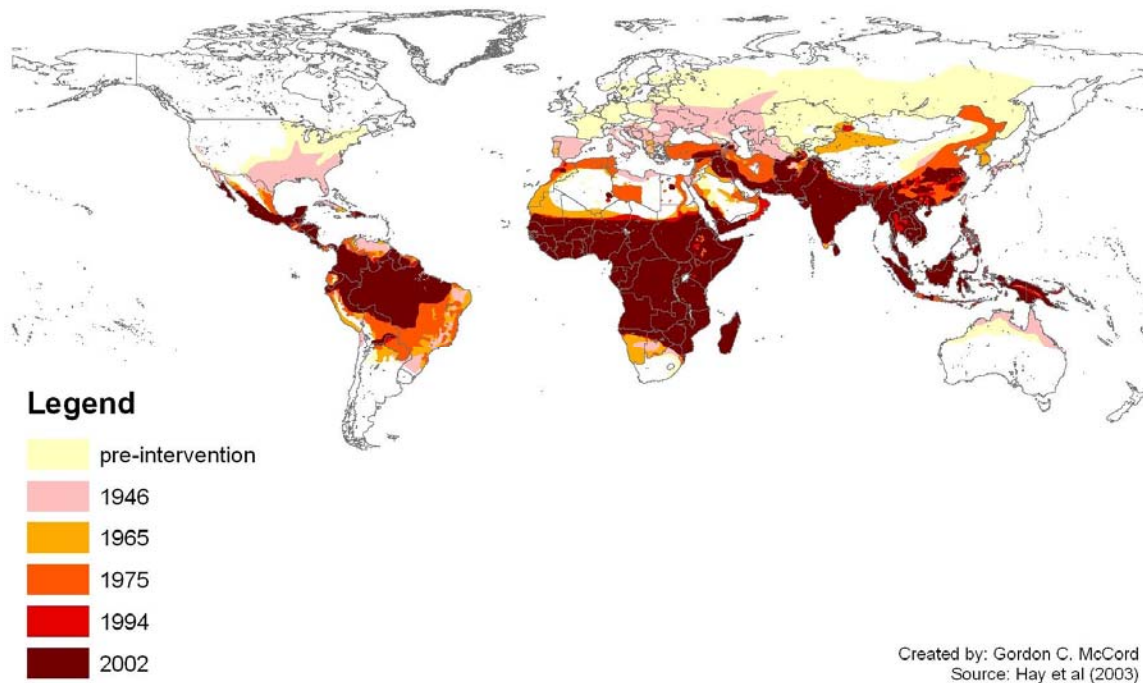 Legend
pre-intervention
1946
1965
1975
1994
2002
Created by: Gordon C. McCord
Source: Hay et al (2003)